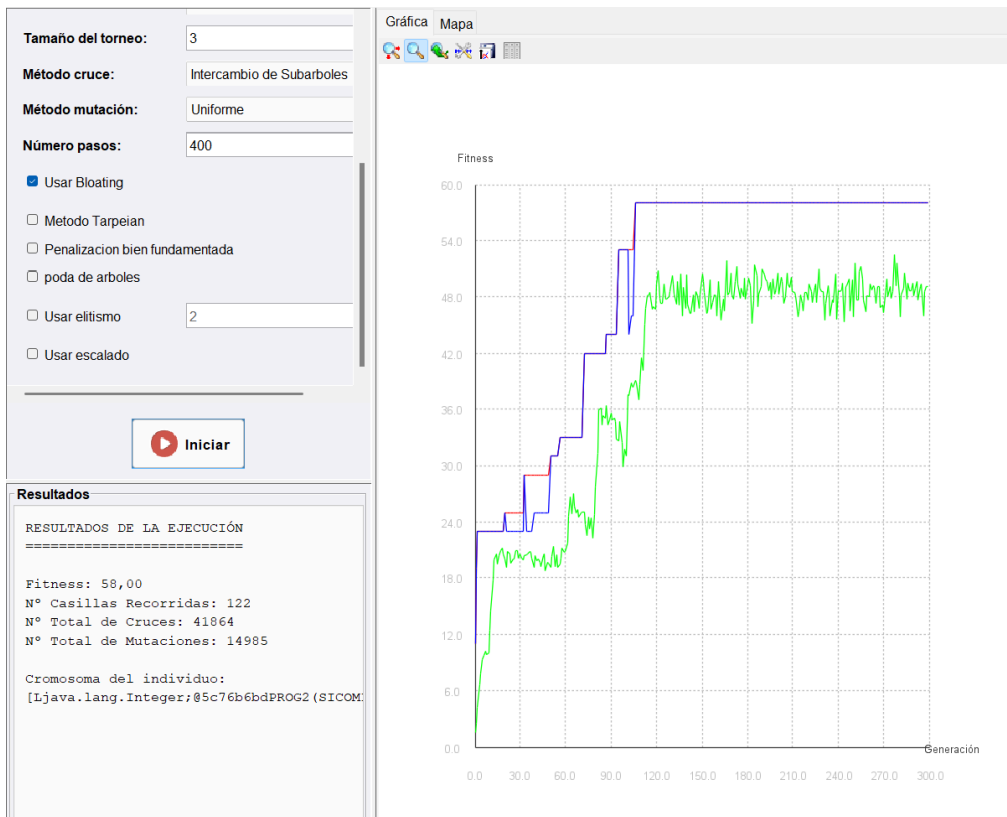 Tamaño del torneo: 3
Método cruce: Intercambio de Subarboles
Método mutación: Uniforme
Número pasos: 400
Usar Bloating
Metodo Tarpeian
Penalizacion bien fundamentada
poda de arboles
Usar elitismo 2
Usar escalado
Iniciar
Resultados
RESULTADOS DE LA EJECUCIÓN
==========================
Fitness: 58,00
Nº Casillas Recorridas: 122
Nº Total de Cruces: 41864
Nº Total de Mutaciones: 14985
Cromosoma del individuo:
[Ljava.lang.Integer;@5c76b6bdPROG2(SICOM
Gráfica Mapa
Fitness
60.0
54.0
48.0
42.0
36.0
30.0
24.0
18.0
12.0
6.0
0.0
Generación
0.0 30.0 60.0 90.0 120.0 150.0 180.0 210.0 240.0 270.0 300.0